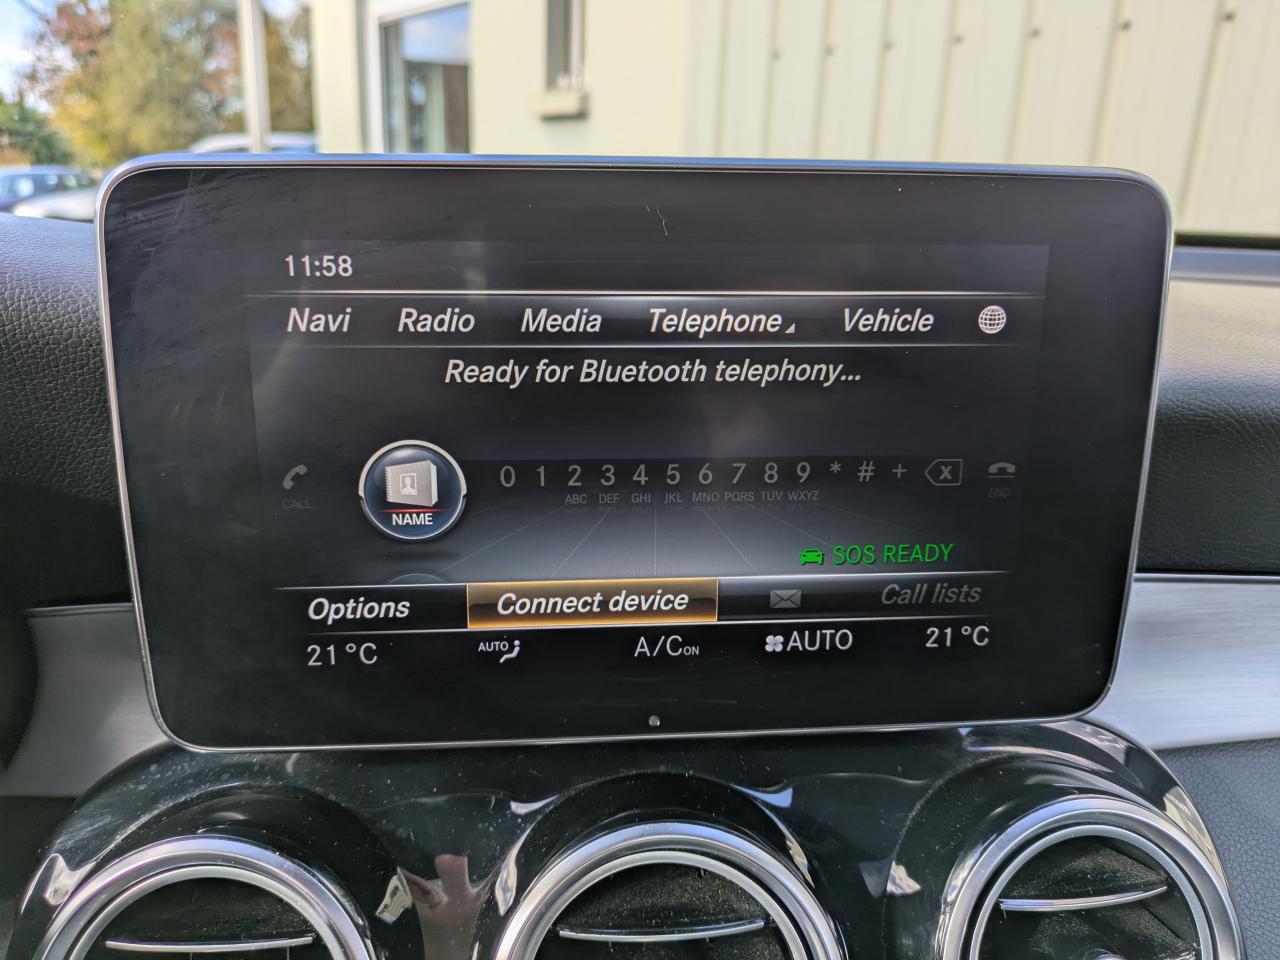 11:58
Navi Radio Media Telephone Vehicle
Ready for Bluetooth telephony...
CALL
NAME
0 1 2 3 4 5 6 7 8 9 * # + X
ABC DEF GHI JKL MNO PQRS TUV WXYZ
END
SOS READY
Options Connect device Call lists
21°C AUTO A/C ON AUTO 21°C